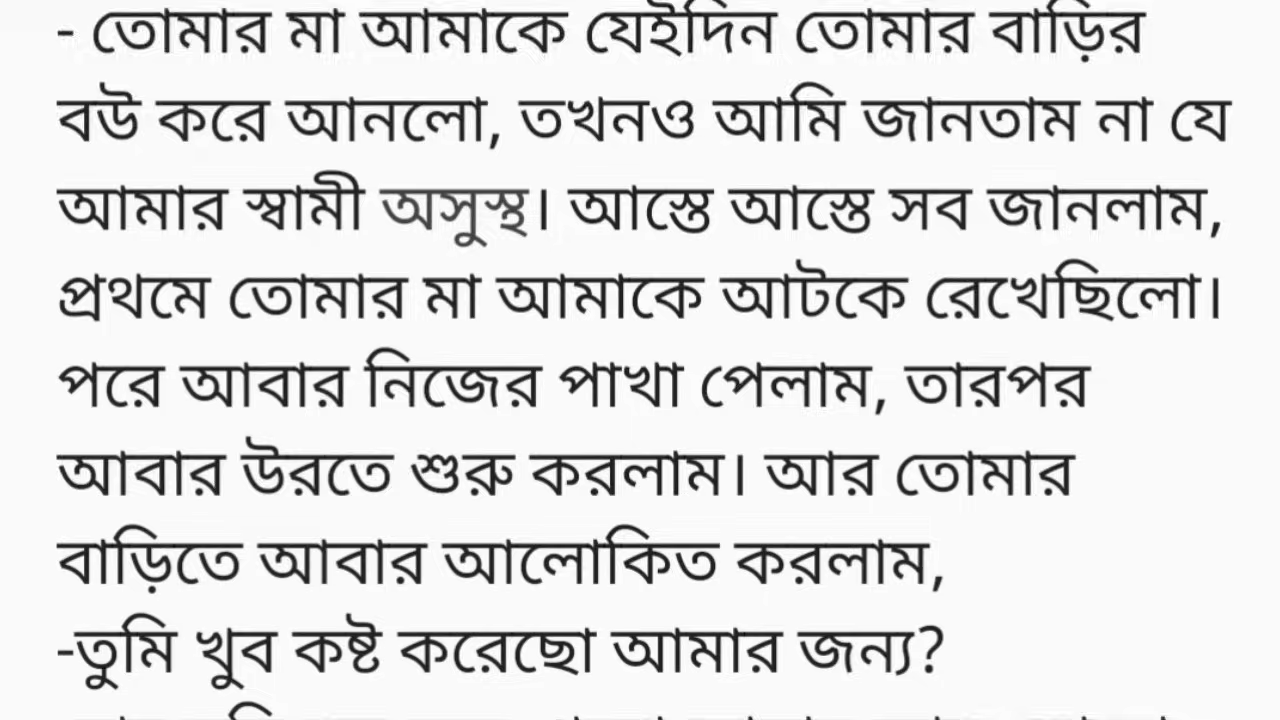 - তোমার মা আমাকে যেইদিন তোমার বাড়ির
বউ করে আনলো, তখনও আমি জানতাম না যে
আমার স্বামী অসুস্থ। আস্তে আস্তে সব জানলাম,
প্রথমে তোমার মা আমাকে আটকে রেখেছিলো।
পরে আবার নিজের পাখা পেলাম, তারপর
আবার উরতে শুরু করলাম। আর তোমার
বাড়িতে আবার আলোকিত করলাম,
-তুমি খুব কষ্ট করেছো আমার জন্য?